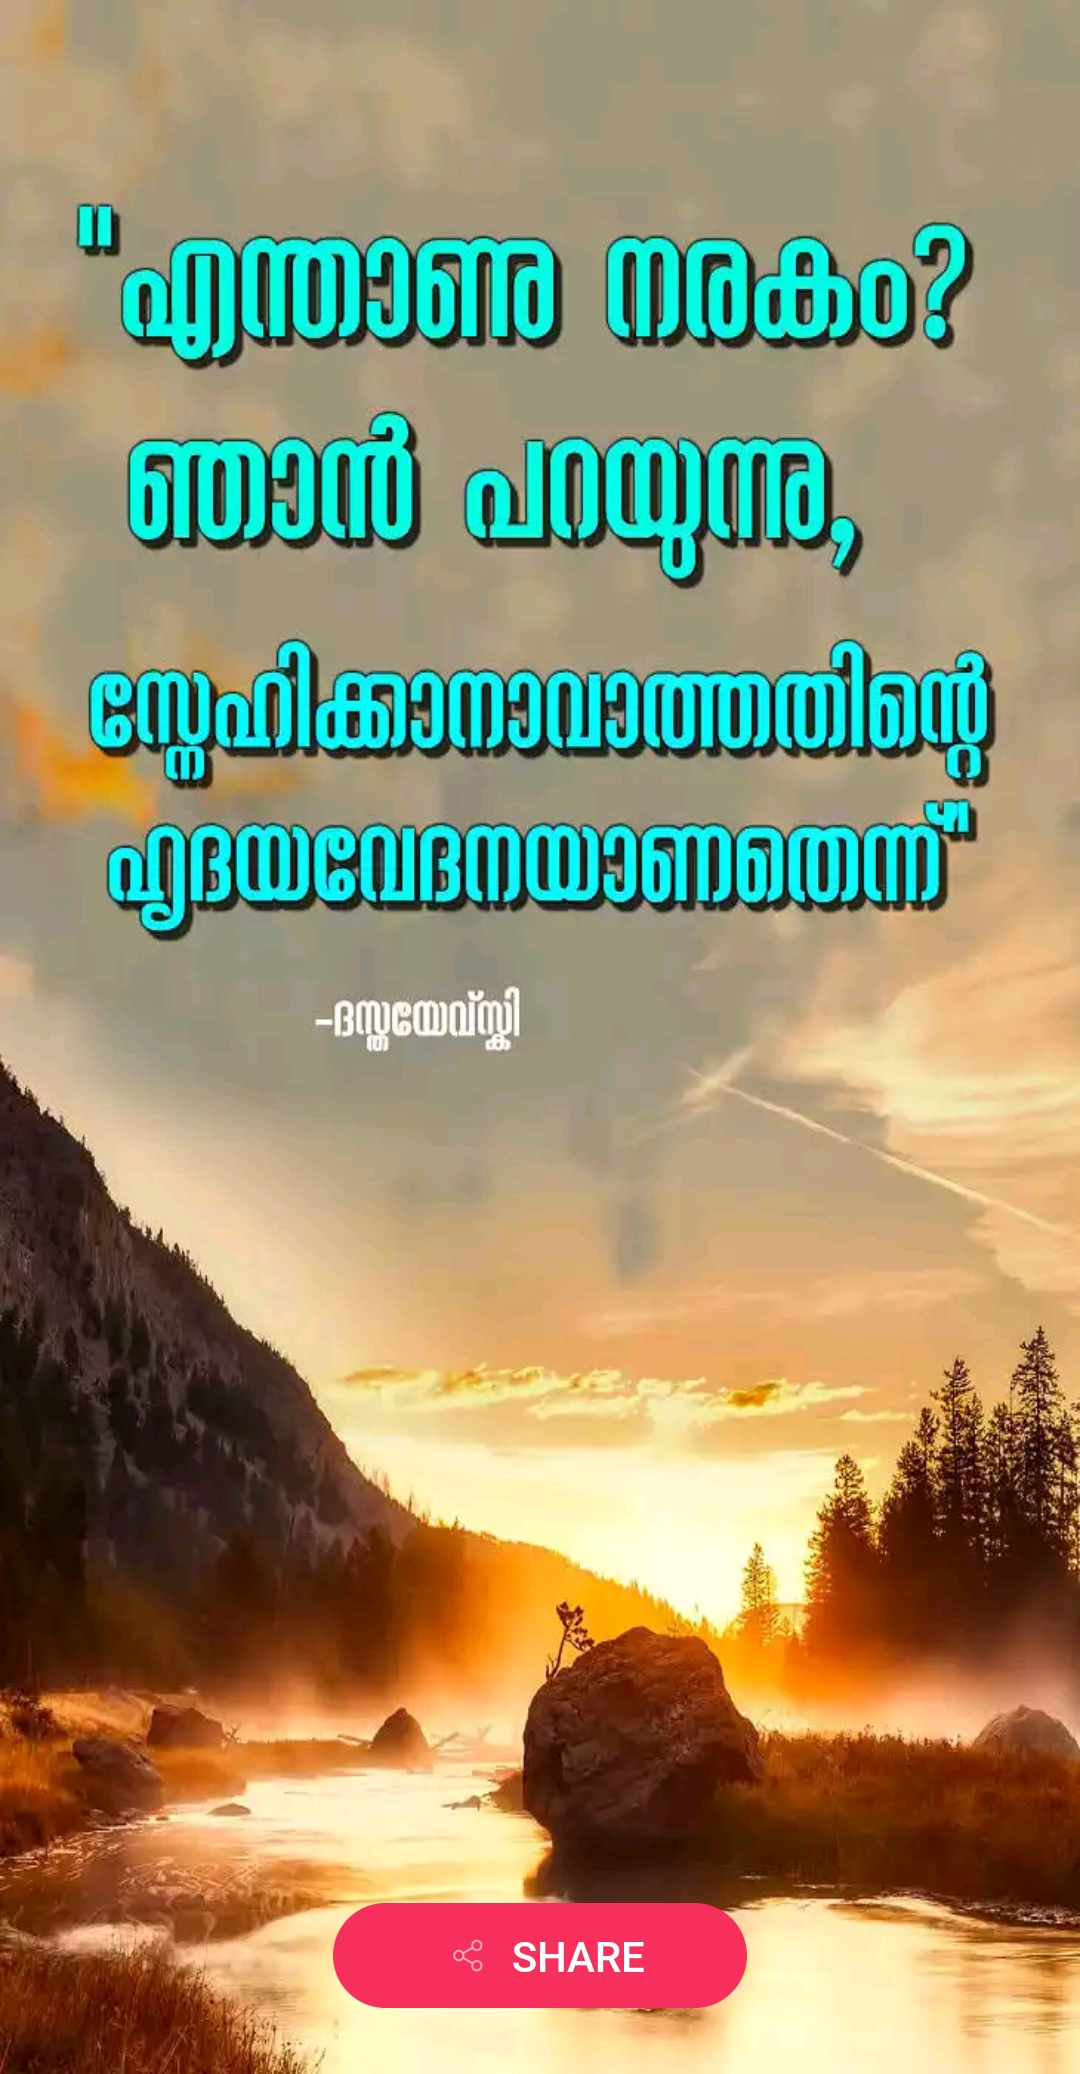 "എന്താണു നരകം?
ഞാൻ പറയുന്നു,
സ്നേഹിക്കാനാവാത്തതിന്റെ
ഹൃദയവേദനയാണതെന്ന്"
-ദസ്തയേവ്സ്കി
SHARE